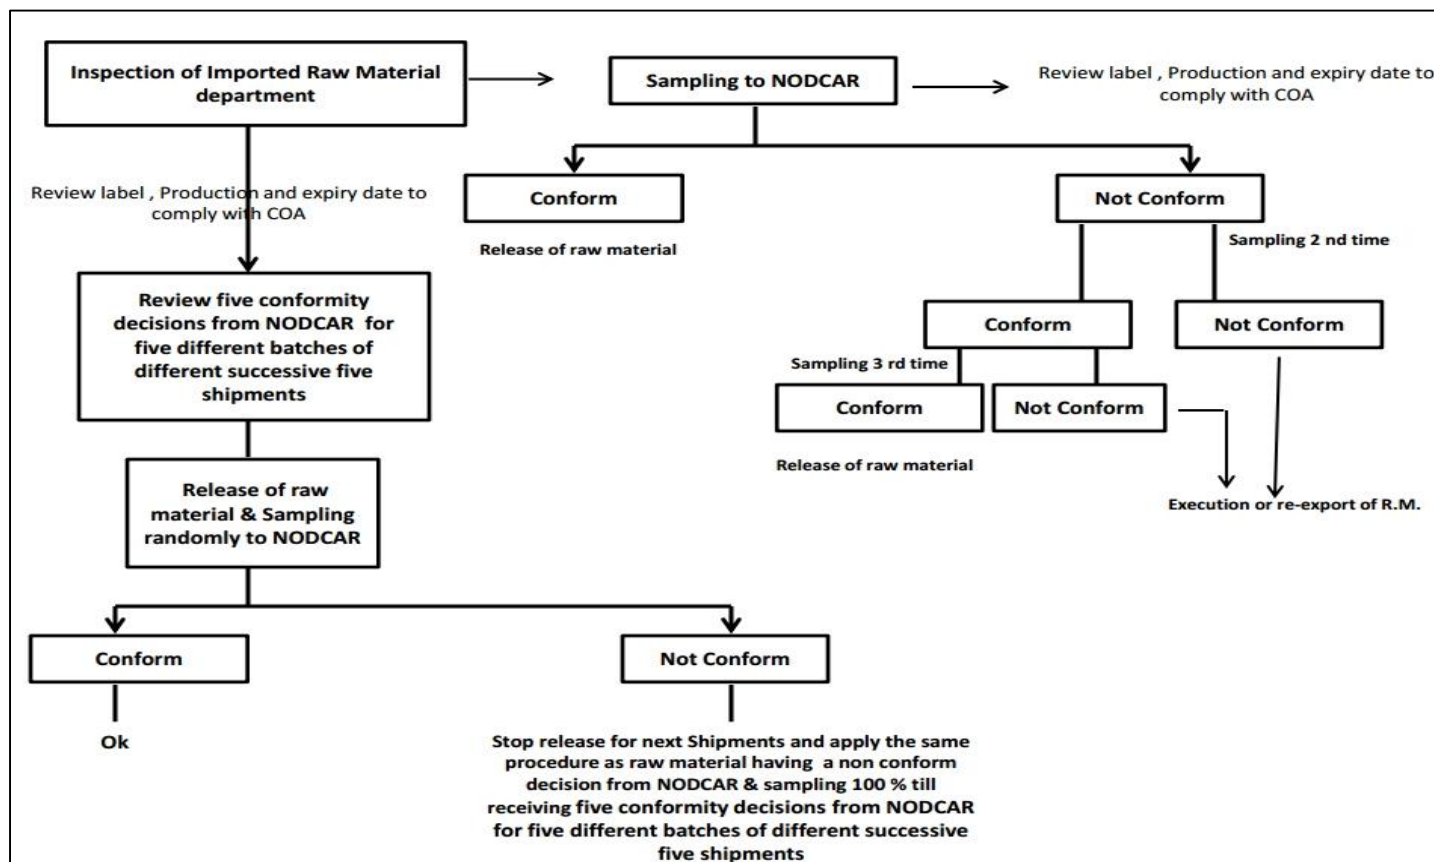 Inspection of Imported Raw Material
department
Sampling to NODCAR
Review label , Production and expiry date to
comply with COA
Review label , Production and expiry date to
comply with COA
Conform
Release of raw material
Not Conform
Sampling 2 nd time
Review five conformity
decisions from NODCAR for
five different batches of
different successive five
shipments
Conform
Not Conform
Sampling 3 rd time
Conform
Not Conform
Release of raw material
Execution or re-export of R.M.
Release of raw
material & Sampling
randomly to NODCAR
Conform
Not Conform
Ok
Stop release for next Shipments and apply the same
procedure as raw material having a non conform
decision from NODCAR & sampling 100 % till
receiving five conformity decisions from NODCAR
for five different batches of different successive
five shipments